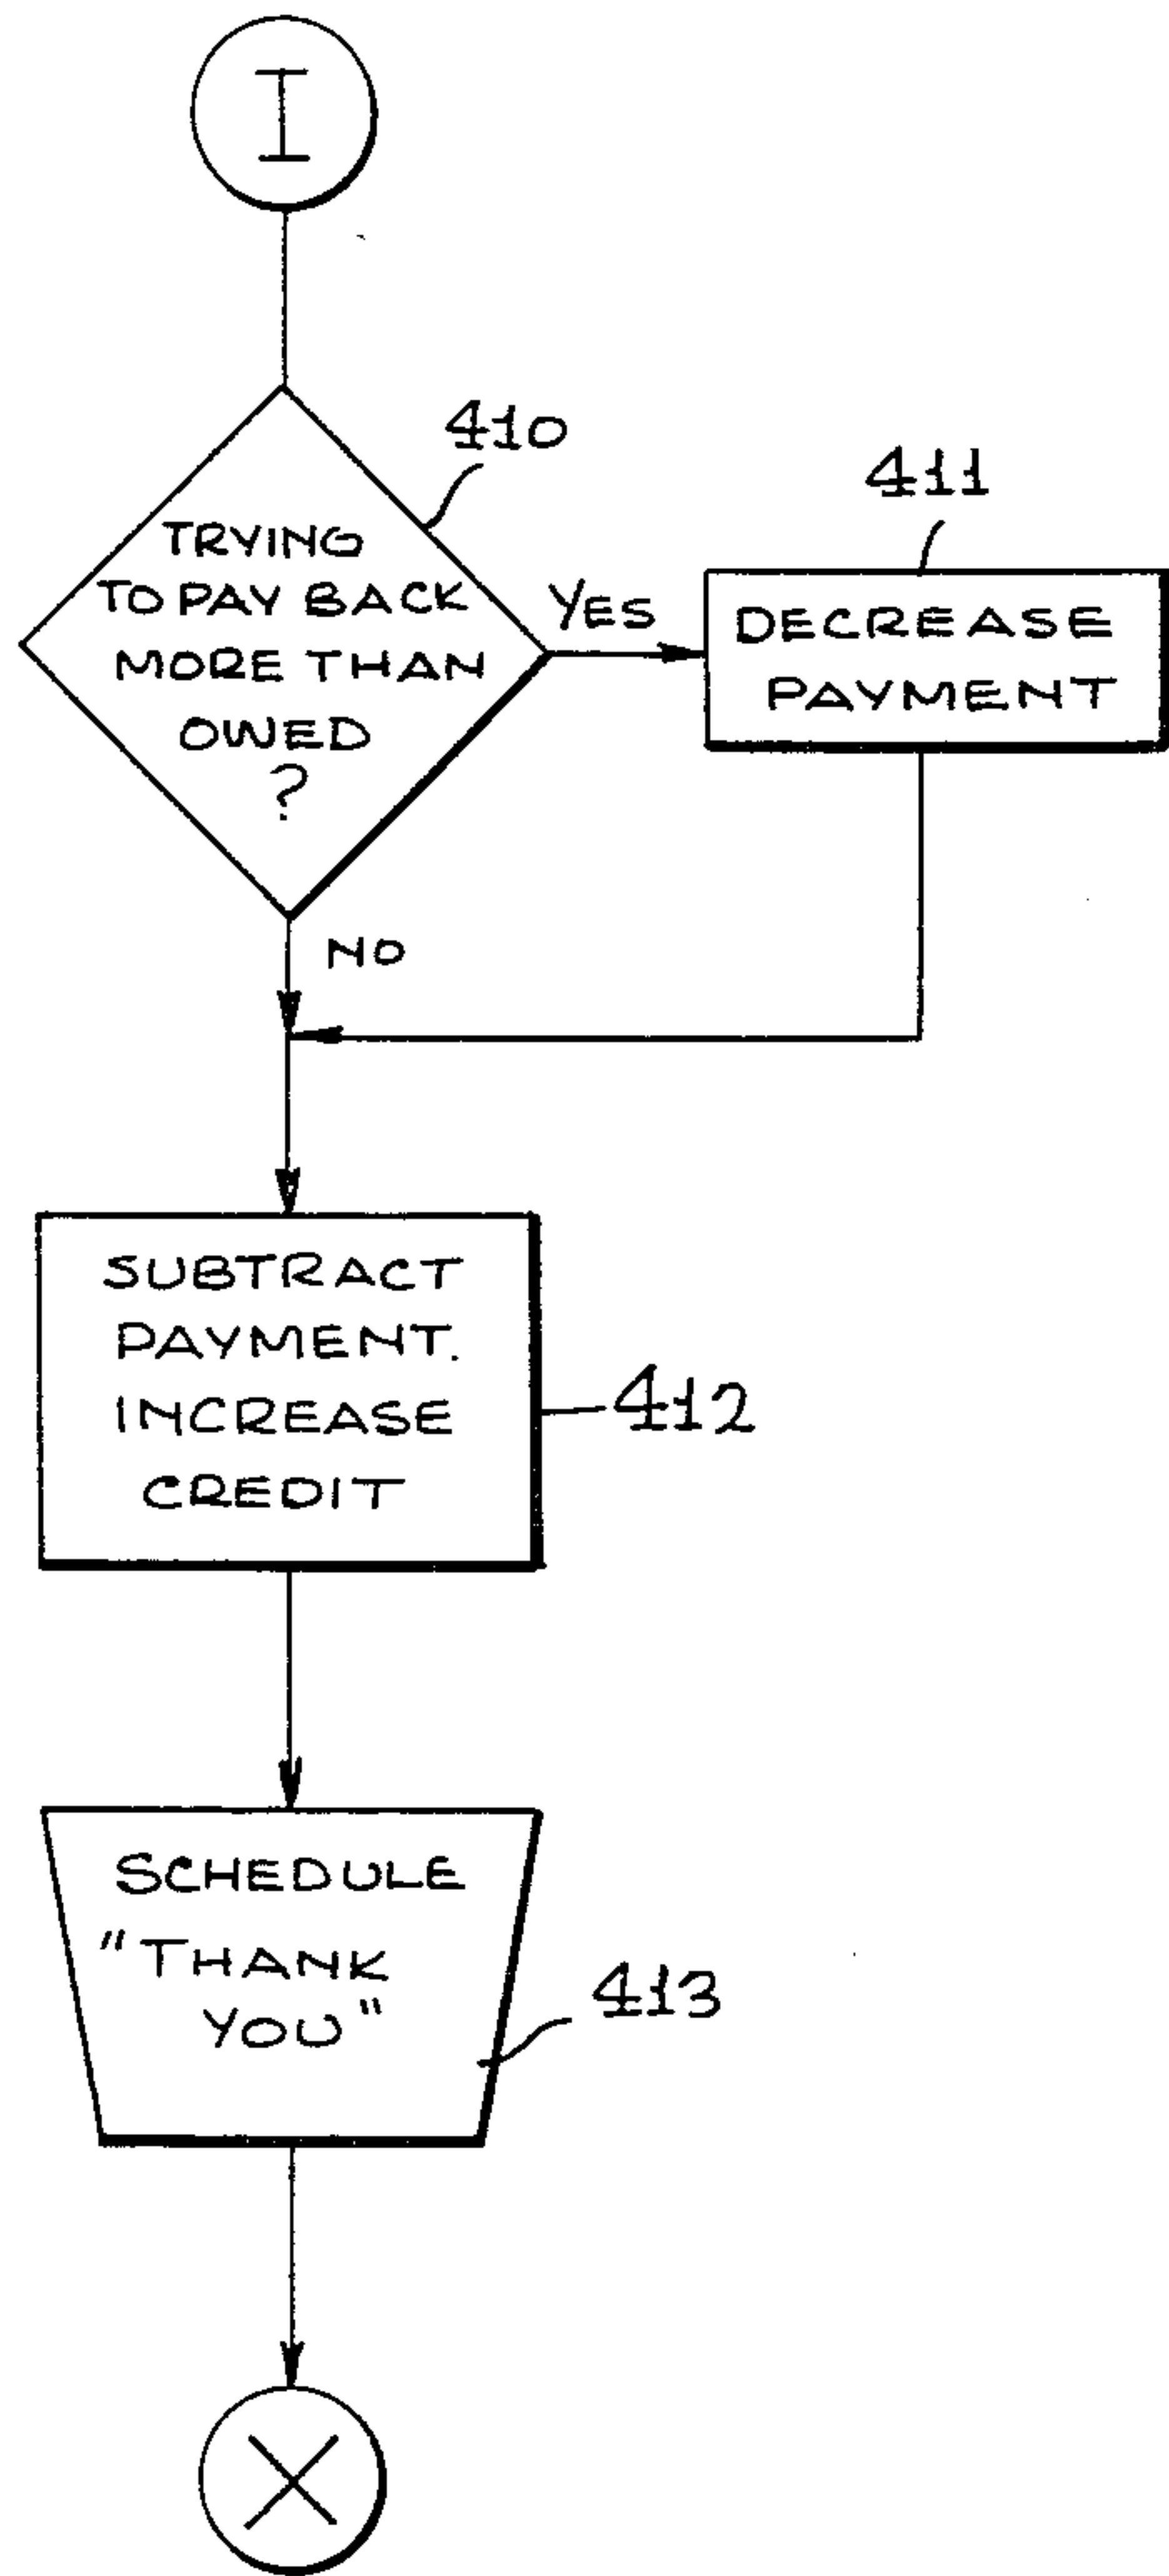 I
410
TRYING
TO PAY BACK
MORE THAN
OWED
?
YES
411
DECREASE
PAYMENT
NO
SUBTRACT
PAYMENT.
INCREASE
CREDIT
412
SCHEDULE
"THANK
YOU"
413
X